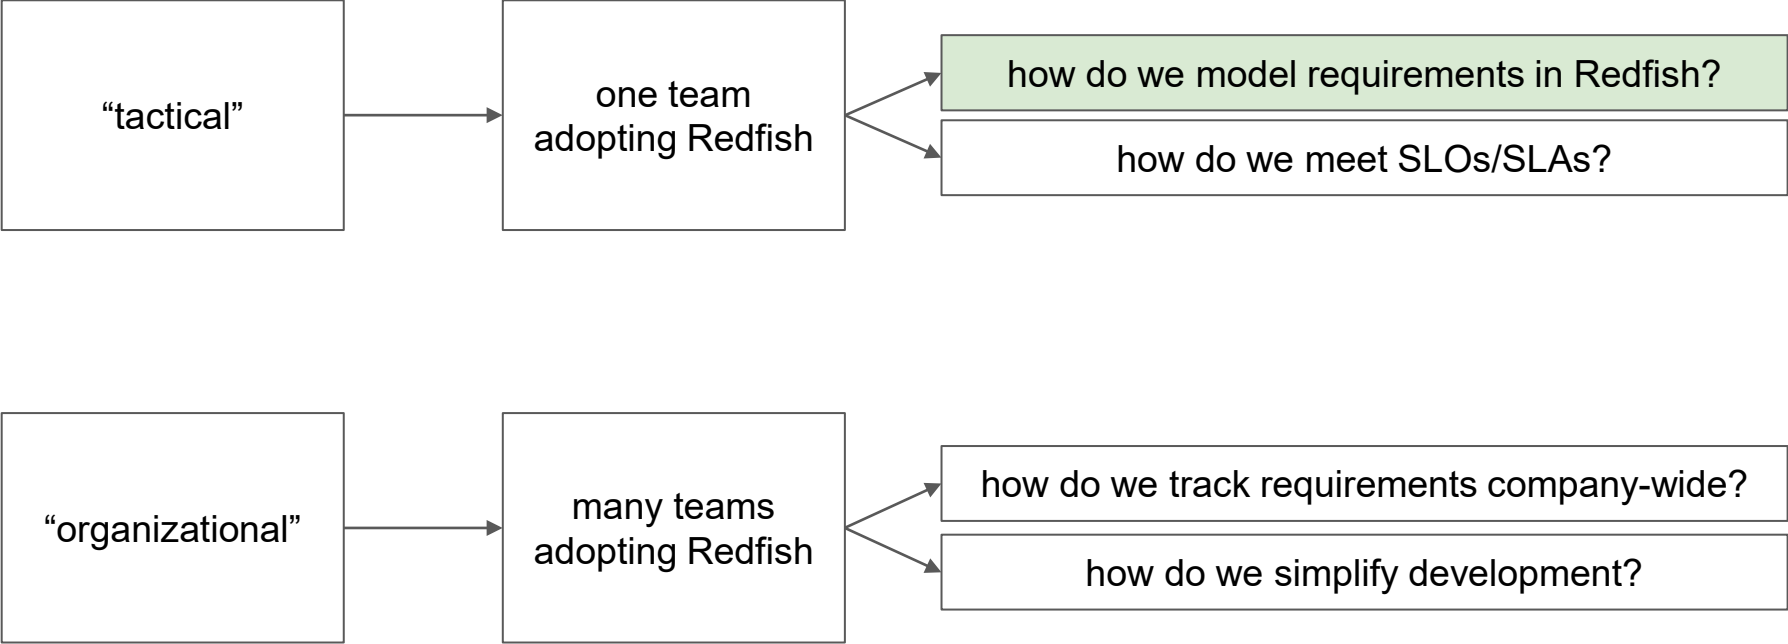 “tactical”
one team
adopting Redfish
how do we model requirements in Redfish?
how do we meet SLOs/SLAs?
“organizational”
many teams
adopting Redfish
how do we track requirements company-wide?
how do we simplify development?